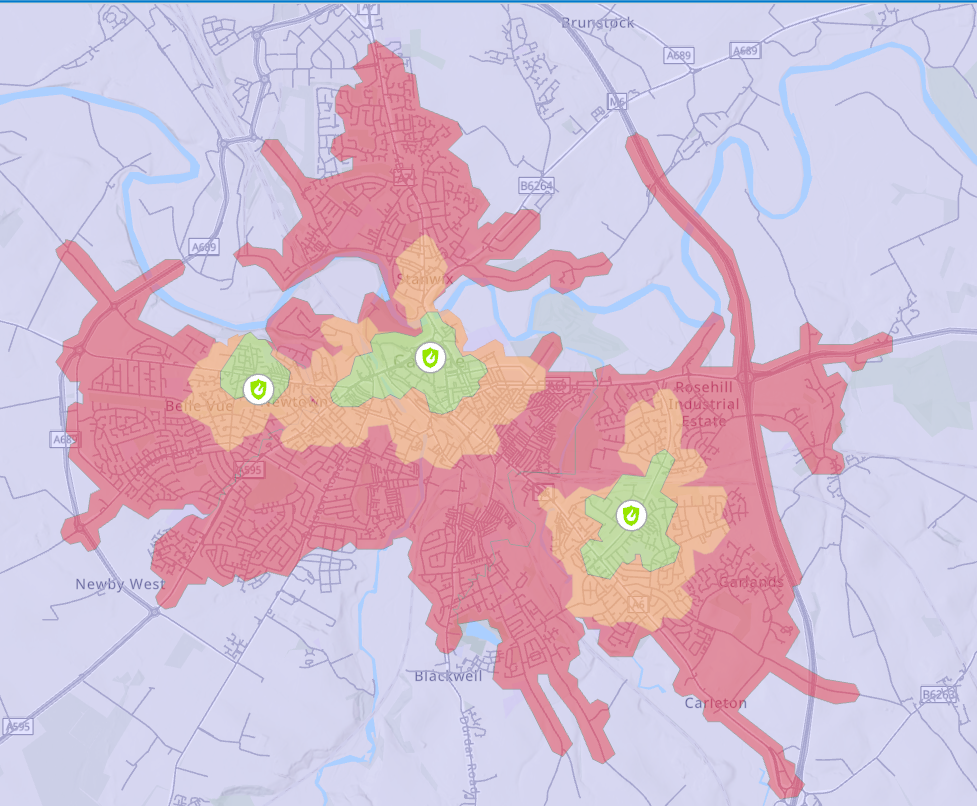 Brunstock
A689
A689
M6
B6264
A689
Stanwix
Belle Vue
Newtown
Rosehill
Industrial
Estate
A689
A595
Newby West
Garlands
A6
Blackwell
Carleton
B6263
A595
Durdar Road